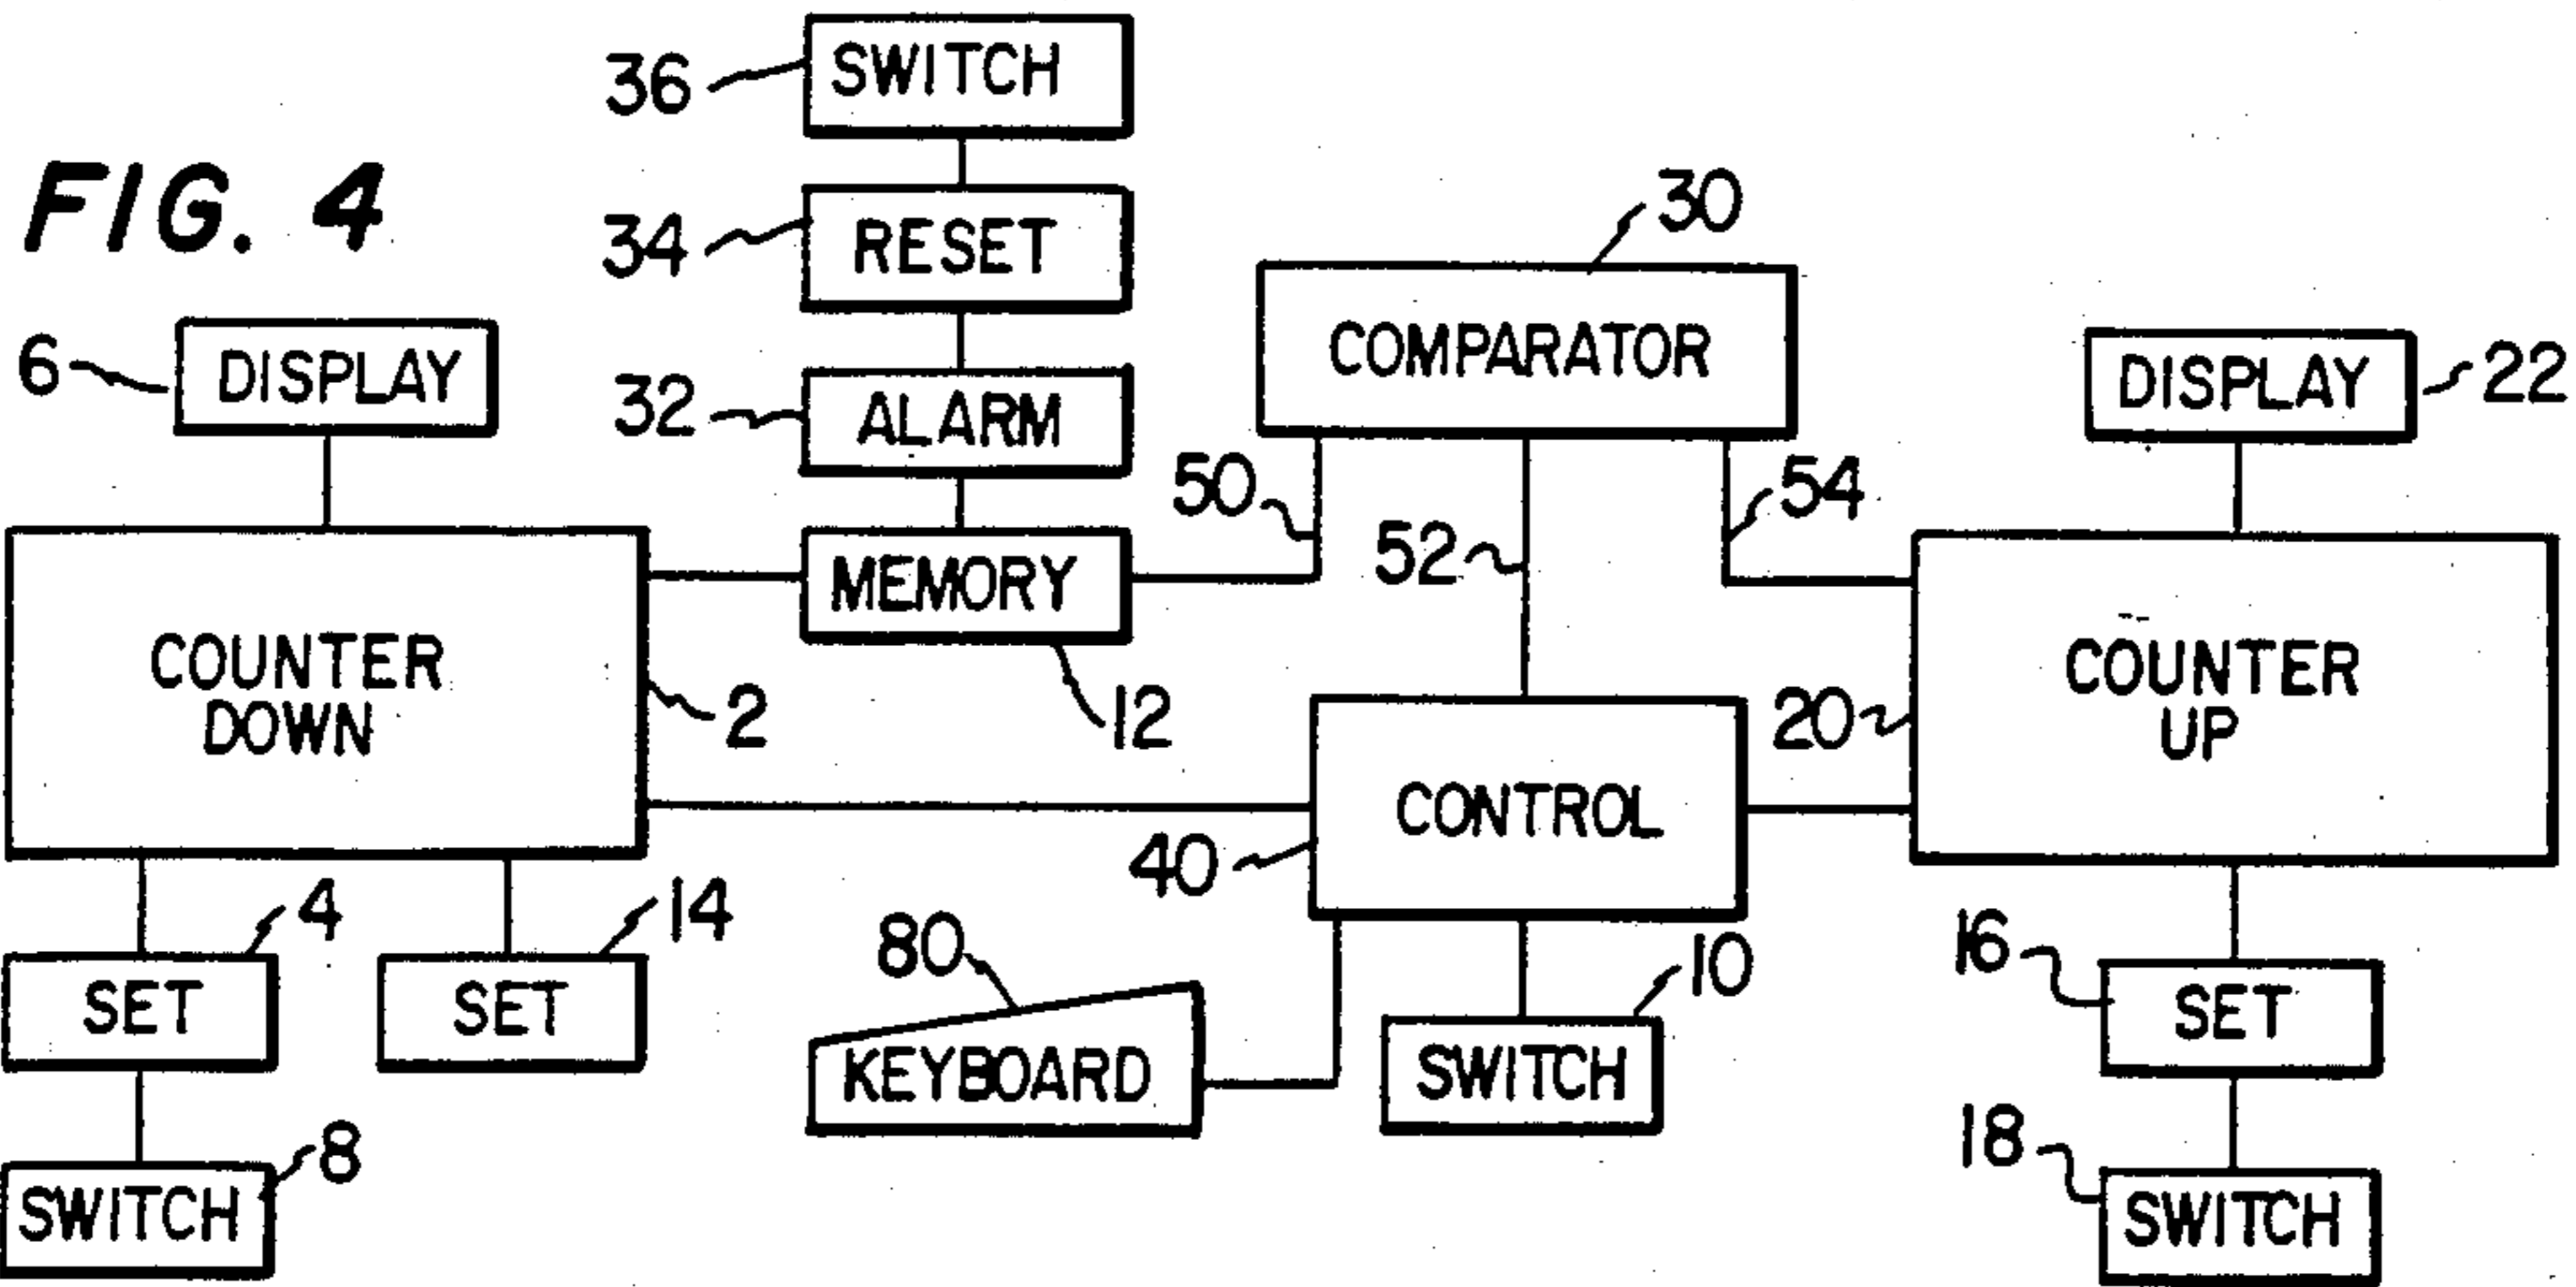 FIG. 4
36
SWITCH
34
RESET
30
6
DISPLAY
32
ALARM
COMPARATOR
DISPLAY
22
50
52
54
MEMORY
COUNTER
DOWN
2
12
20
COUNTER
UP
CONTROL
40
4
14
80
10
16
SET
SET
KEYBOARD
SWITCH
SET
8
18
SWITCH
SWITCH